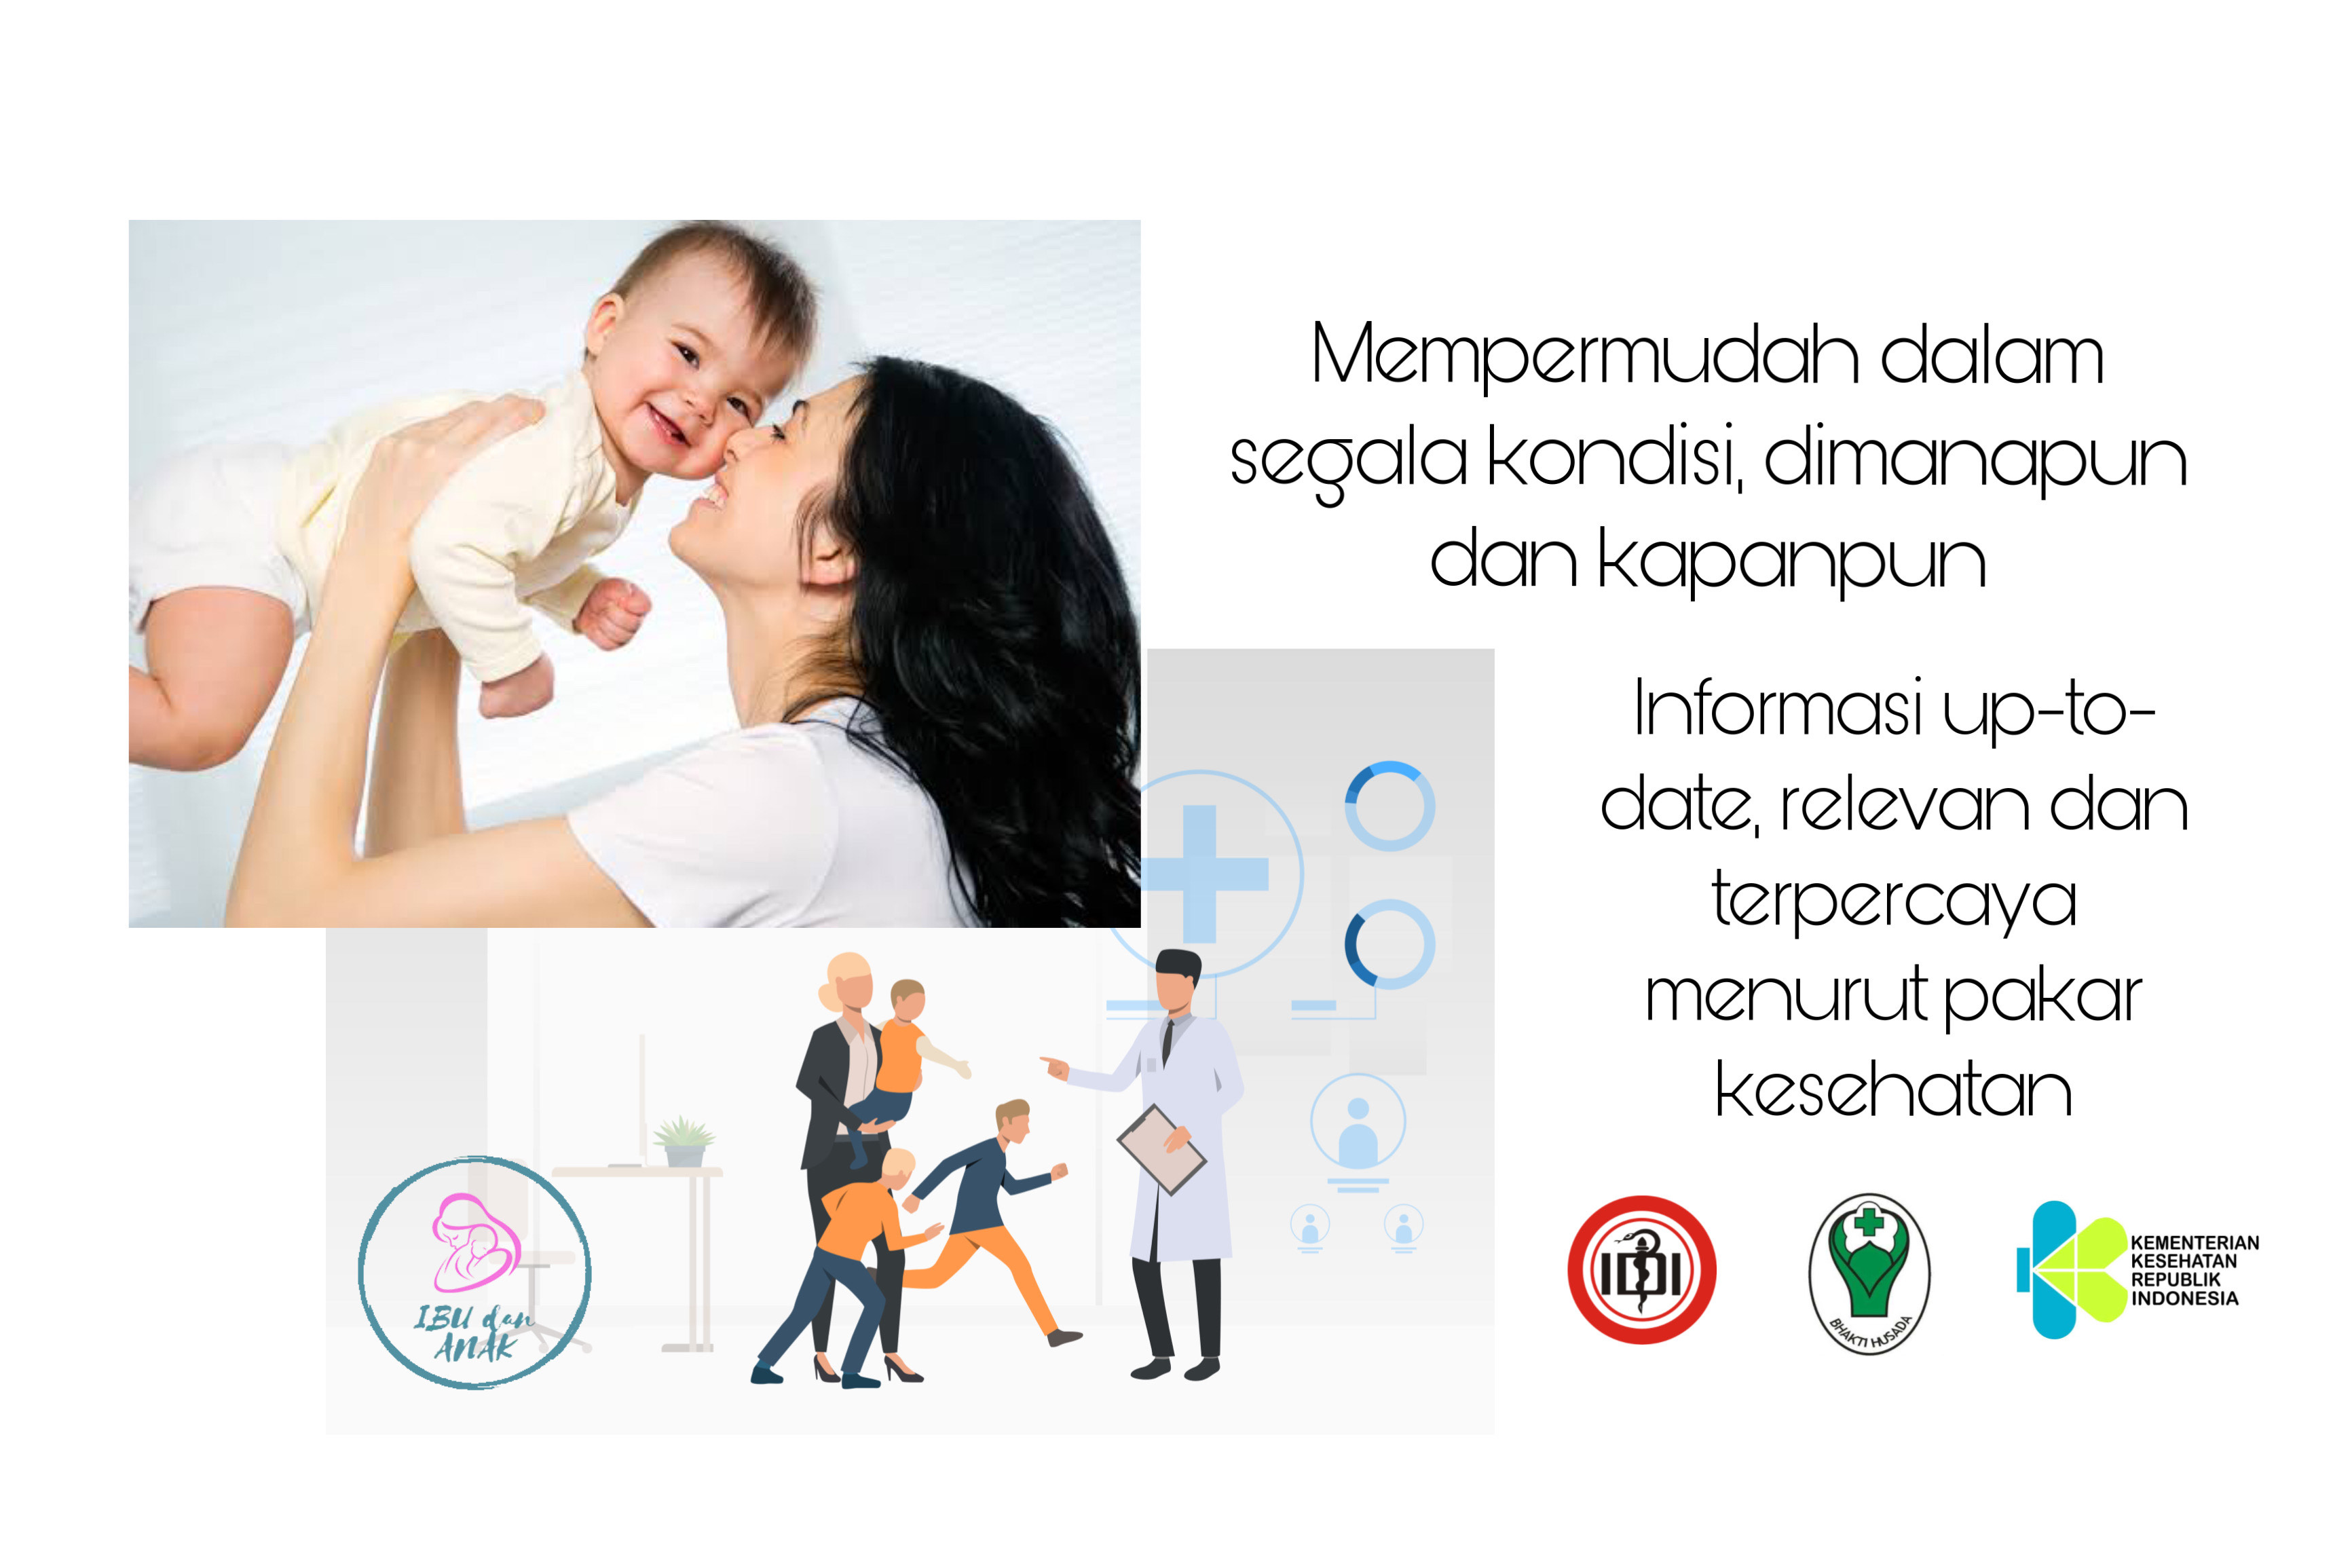 Mempermudah dalam
segala kondisi, dimanapun
dan kapanpun
Informasi up-to-
date, relevan dan
terpercaya
menurut pakar
kesehatan
IBU dan
ANAK
IBI
BHAKTI HUSADA
KEMENTERIAN
KESEHATAN
REPUBLIK
INDONESIA